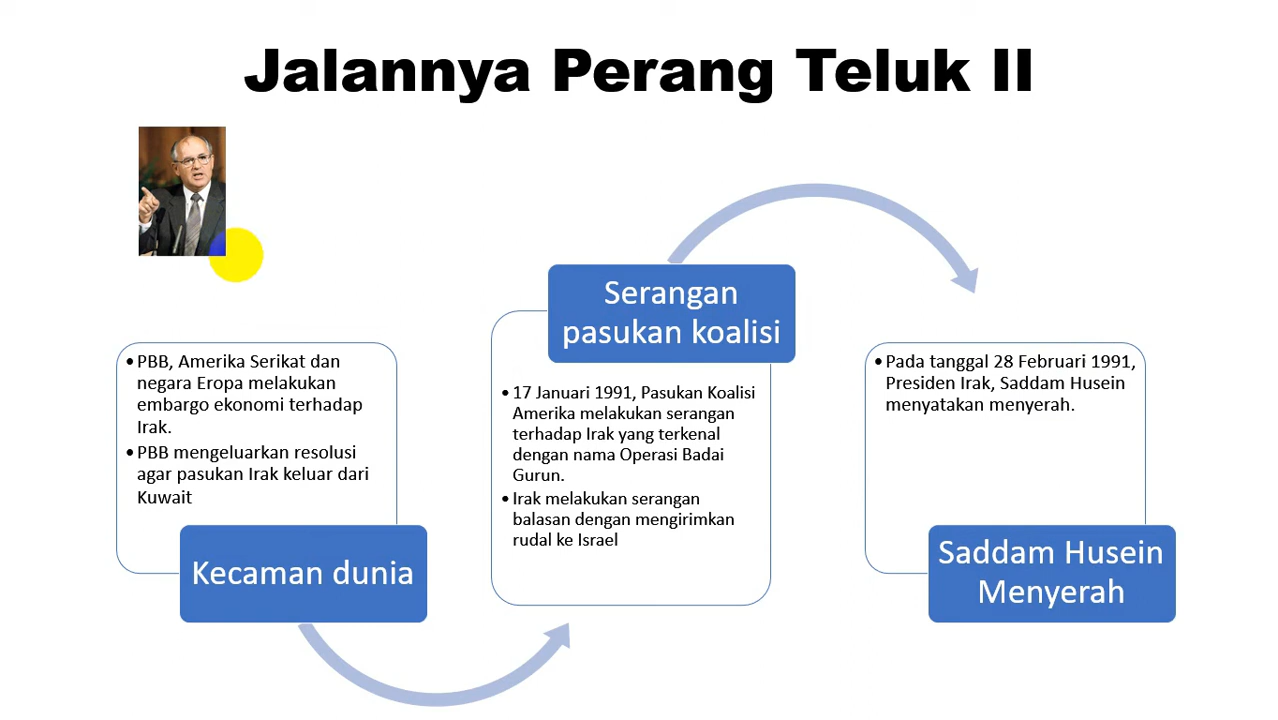 Jalannya Perang Teluk II
• PBB, Amerika Serikat dan
negara Eropa melakukan
embargo ekonomi terhadap
Irak.
• PBB mengeluarkan resolusi
agar pasukan Irak keluar dari
Kuwait
Kecaman dunia
Serangan
pasukan koalisi
• 17 Januari 1991, Pasukan Koalisi
Amerika melakukan serangan
terhadap Irak yang terkenal
dengan nama Operasi Badai
Gurun.
• Irak melakukan serangan
balasan dengan mengirimkan
rudal ke Israel
• Pada tanggal 28 Februari 1991,
Presiden Irak, Saddam Husein
menyatakan menyerah.
Saddam Husein
Menyerah